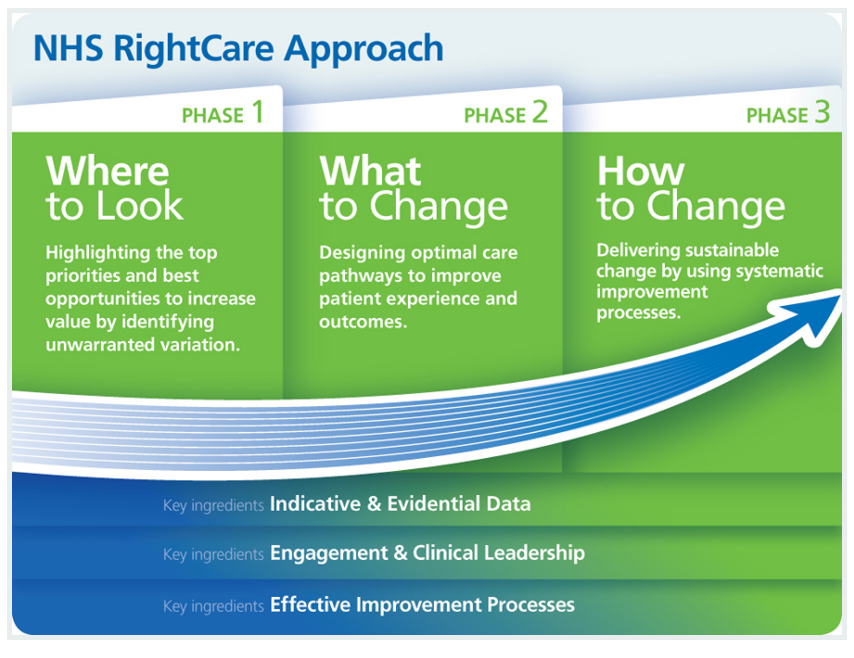 NHS RightCare Approach
PHASE 1
Where
to Look
Highlighting the top
priorities and best
opportunities to increase
value by identifying
unwarranted variation.
PHASE 2
What
to Change
Designing optimal care
pathways to improve
patient experience and
outcomes.
PHASE 3
How
to Change
Delivering sustainable
change by using systematic
improvement
processes.
Key ingredients Indicative & Evidential Data
Key ingredients Engagement & Clinical Leadership
Key ingredients Effective Improvement Processes